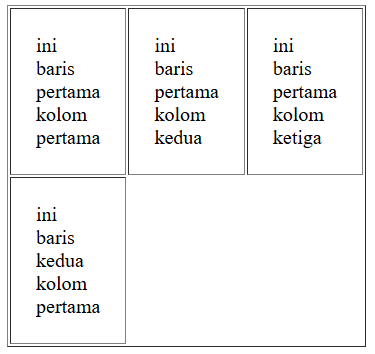 ini
baris
pertama
kolom
pertama
ini
baris
pertama
kolom
kedua
ini
baris
pertama
kolom
ketiga
ini
baris
kedua
kolom
pertama